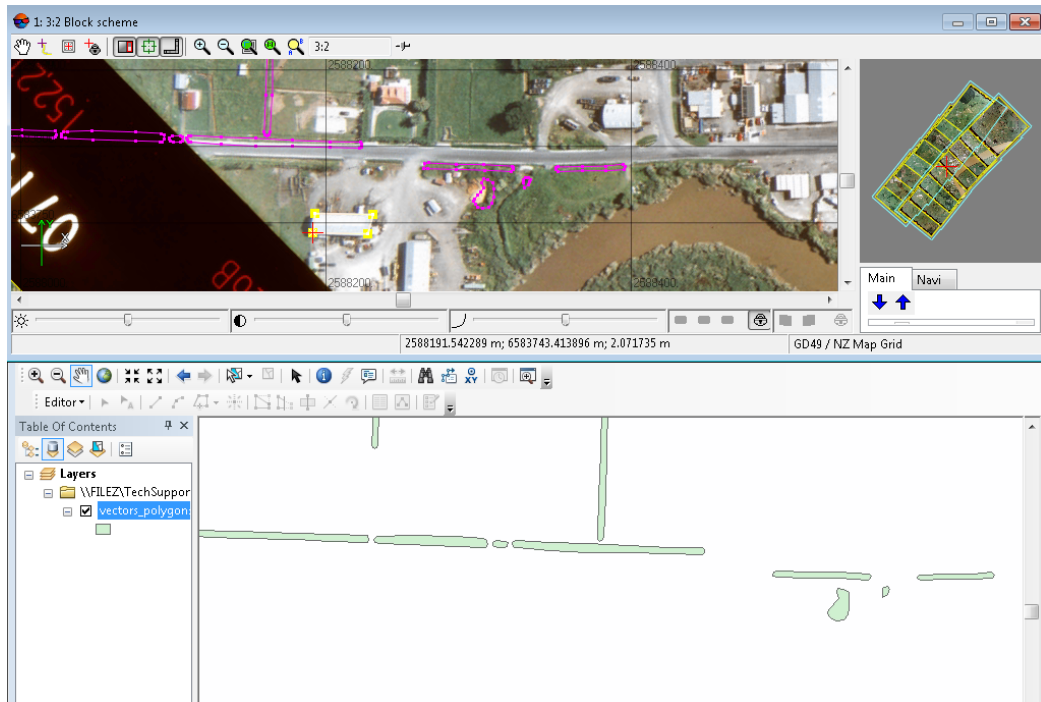 1: 3:2 Block scheme
3:2
2588200
2588400
2588200
2588400
Y
X
Main
Navi
2588191.542289 m; 6583743.413896 m; 2.071735 m
GD49 / NZ Map Grid
Editor
Table Of Contents
Layers
\\FILEZ\TechSuppor
vectors_polygon